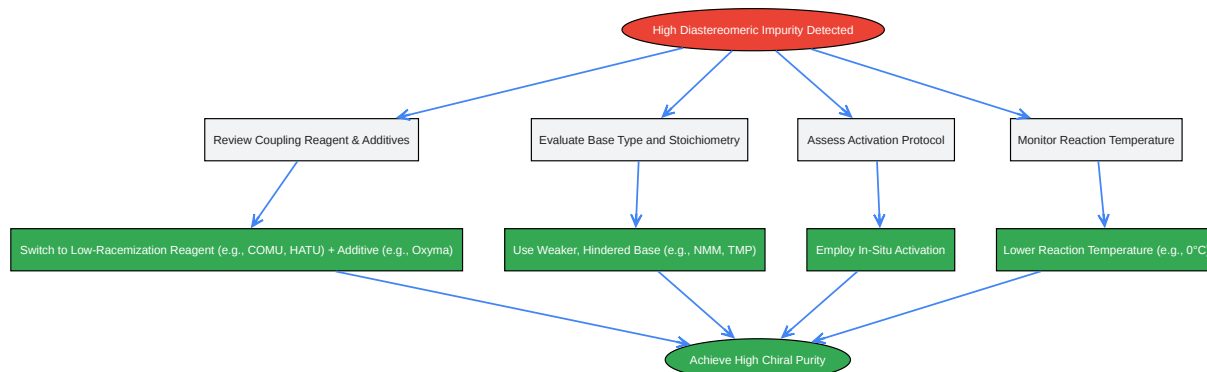 High Diastereomeric Impurity Detected
Review Coupling Reagent & Additives
Evaluate Base Type and Stoichiometry
Assess Activation Protocol
Monitor Reaction Temperature
Switch to Low-Racemization Reagent (e.g., COMU, HATU) + Additive (e.g., Oxyma)
Use Weaker, Hindered Base (e.g., NMM, TMP)
Employ In-Situ Activation
Lower Reaction Temperature (e.g., 0°C)
Achieve High Chiral Purity